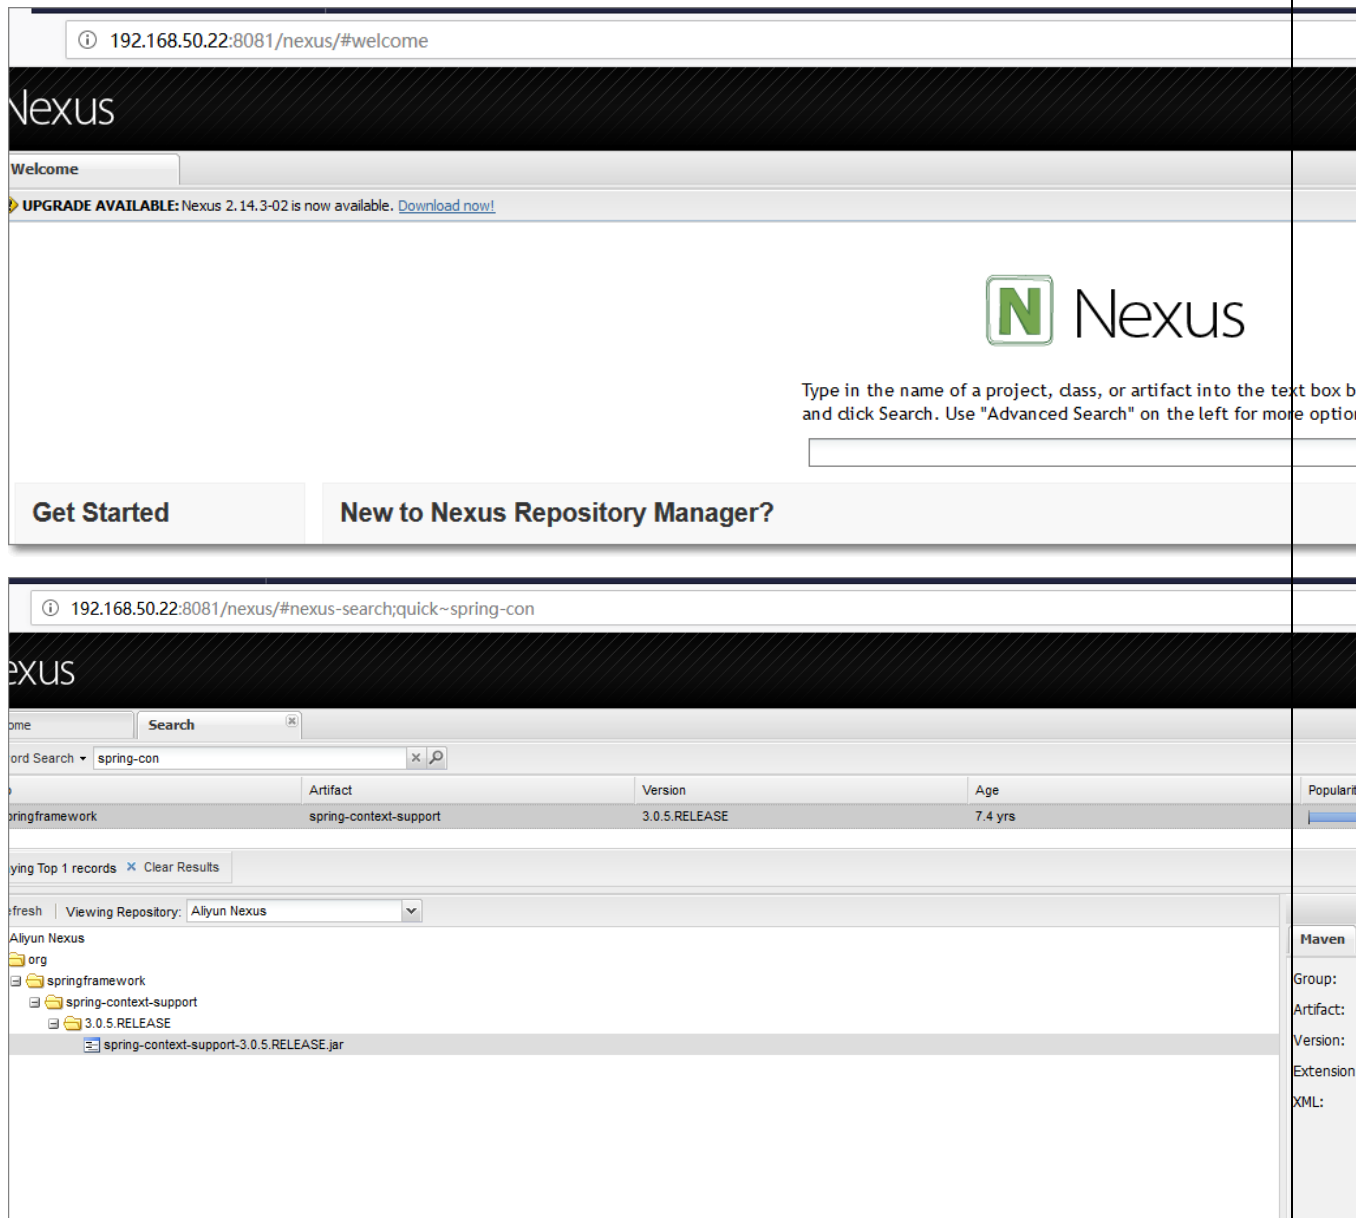 192.168.50.22:8081/nexus/#welcome
Nexus
Welcome
UPGRADE AVAILABLE: Nexus 2.14.3-02 is now available. Download now!
N Nexus
Type in the name of a project, class, or artifact into the text box b
and click Search. Use "Advanced Search" on the left for more option
Get Started
New to Nexus Repository Manager?
192.168.50.22:8081/nexus/#nexus-search;quick~spring-con
exus
ome Search
ord Search spring-con
Artifact Version Age Popularit
pringframework spring-context-support 3.0.5.RELEASE 7.4 yrs
ying Top 1 records Clear Results
efresh Viewing Repository: Aliyun Nexus
Aliyun Nexus
org
springframework
spring-context-support
3.0.5.RELEASE
spring-context-support-3.0.5.RELEASE.jar
Maven
Group:
Artifact:
Version:
Extension
XML: